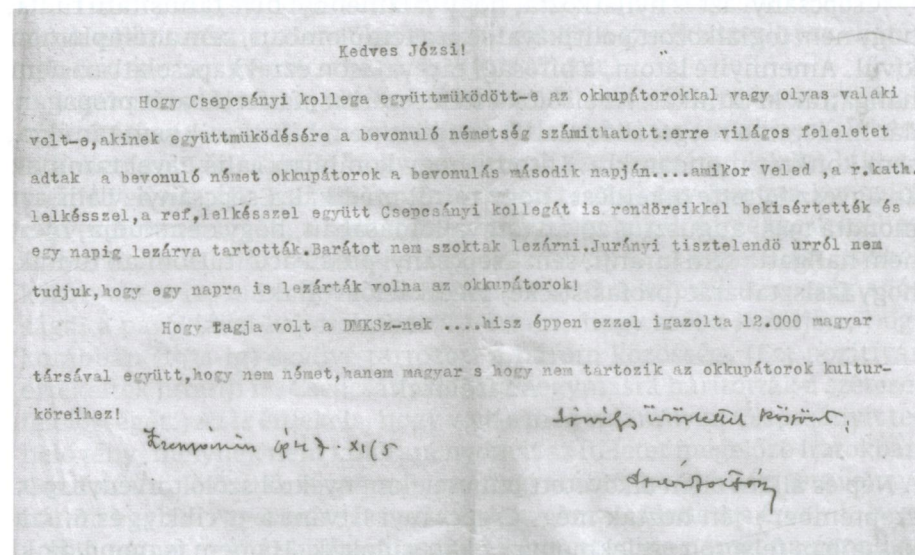 Kedves Józsi!
Hogy Csepcsányi kollega együttmüködött-e az okkupátorokkal vagy olyas valaki
volt-e,akinek együttmüködésére a bevonuló németség számithatott:erre világos feleletet
adtak a bevonuló német okkupátorok a bevonulás második napján....amikor Veled ,a r.kath.
lelkésszel,a ref,lelkésszel együtt Csepcsányi kollegát is rendöreikkel bekisértették és
egy napig lezárva tartották.Barátot nem szoktak lezárni.Jurányi tisztelendö urról nem
tudjuk,hogy egy napra is lezárták volna az okkupátorok!
Hogy tagja volt a DMKSz-nek ....hisz éppen ezzel igazolta 12.000 magyar
társával együtt,hogy nem német,hanem magyar s hogy nem tartozik az okkupátorok kultur-
köreihez!